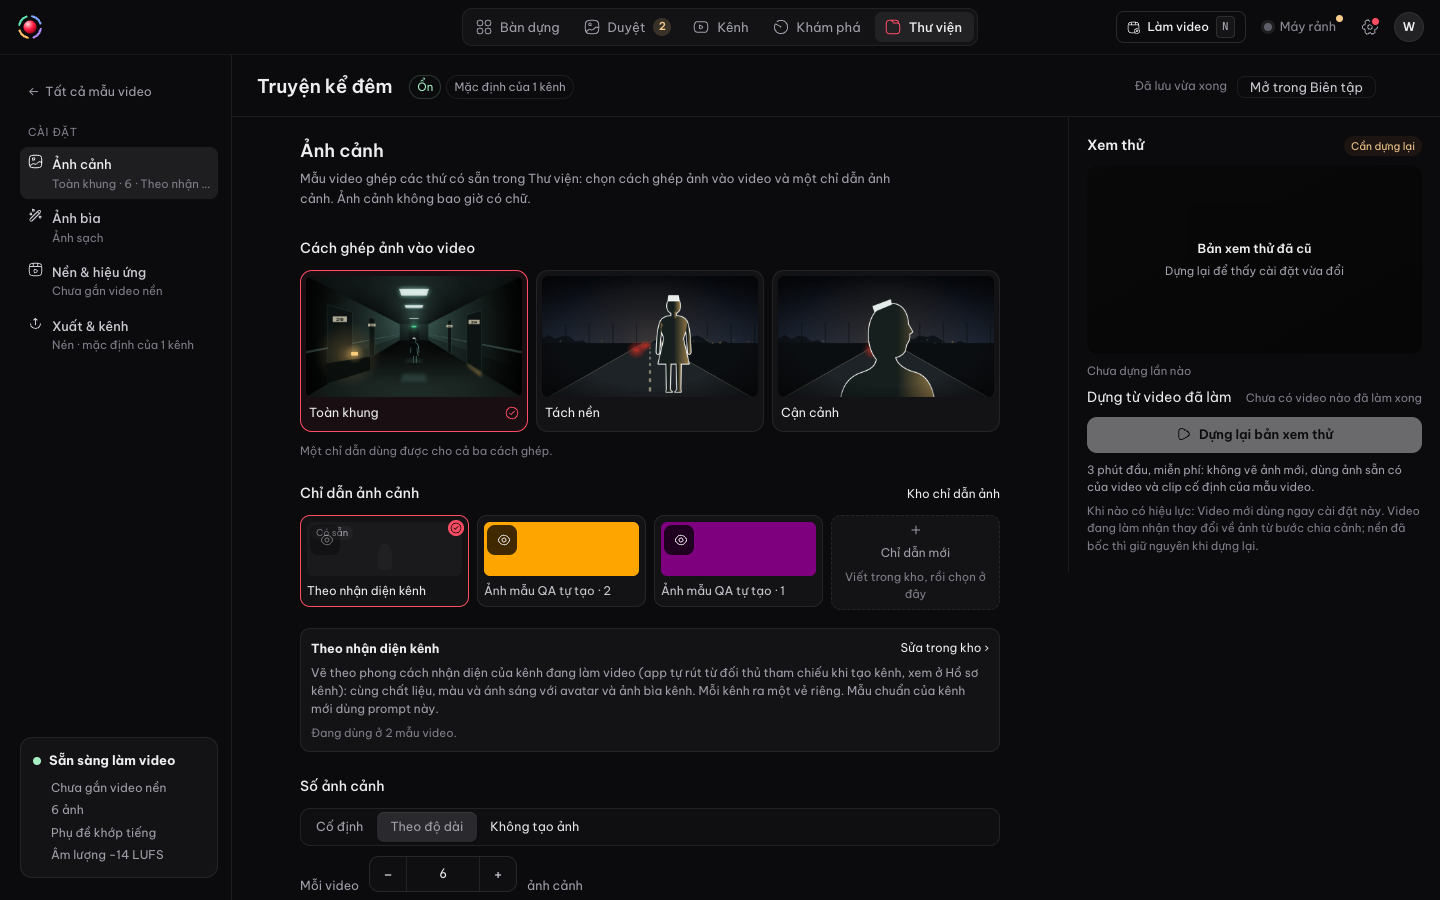 Bàn dựng
Duyệt 2
Kênh
Khám phá
Thư viện
Làm video N
Máy rảnh
W
← Tất cả mẫu video
CÀI ĐẶT
Ảnh cảnh
Toàn khung · 6 · Theo nhận ...
Ảnh bìa
Ảnh sạch
Nền & hiệu ứng
Chưa gắn video nền
Xuất & kênh
Nén · mặc định của 1 kênh
Sẵn sàng làm video
Chưa gắn video nền
6 ảnh
Phụ đề khớp tiếng
Âm lượng -14 LUFS
Truyện kể đêm
Ổn
Mặc định của 1 kênh
Đã lưu vừa xong
Mở trong Biên tập
Ảnh cảnh
Mẫu video ghép các thứ có sẵn trong Thư viện: chọn cách ghép ảnh vào video và một chỉ dẫn ảnh
cảnh. Ảnh cảnh không bao giờ có chữ.
Cách ghép ảnh vào video
Toàn khung
Tách nền
Cận cảnh
Một chỉ dẫn dùng được cho cả ba cách ghép.
Chỉ dẫn ảnh cảnh
Kho chỉ dẫn ảnh
Có sẵn
Theo nhận diện kênh
Ảnh mẫu QA tự tạo · 2
Ảnh mẫu QA tự tạo · 1
+
Chỉ dẫn mới
Viết trong kho, rồi chọn ở
đây
Theo nhận diện kênh
Sửa trong kho ›
Vẽ theo phong cách nhận diện của kênh đang làm video (app tự rút từ đối thủ tham chiếu khi tạo kênh, xem ở Hồ sơ
kênh): cùng chất liệu, màu và ánh sáng với avatar và ảnh bìa kênh. Mỗi kênh ra một vẻ riêng. Mẫu chuẩn của kênh
mới dùng prompt này.
Đang dùng ở 2 mẫu video.
Số ảnh cảnh
Cố định
Theo độ dài
Không tạo ảnh
Mỗi video − 6 + ảnh cảnh
Xem thử
Cần dựng lại
Bản xem thử đã cũ
Dựng lại để thấy cài đặt vừa đổi
Chưa dựng lần nào
Dựng từ video đã làm
Chưa có video nào đã làm xong
Dựng lại bản xem thử
3 phút đầu, miễn phí: không vẽ ảnh mới, dùng ảnh sẵn có
của video và clip cố định của mẫu video.
Khi nào có hiệu lực: Video mới dùng ngay cài đặt này. Video
đang làm nhận thay đổi về ảnh từ bước chia cảnh; nền đã
bốc thì giữ nguyên khi dựng lại.